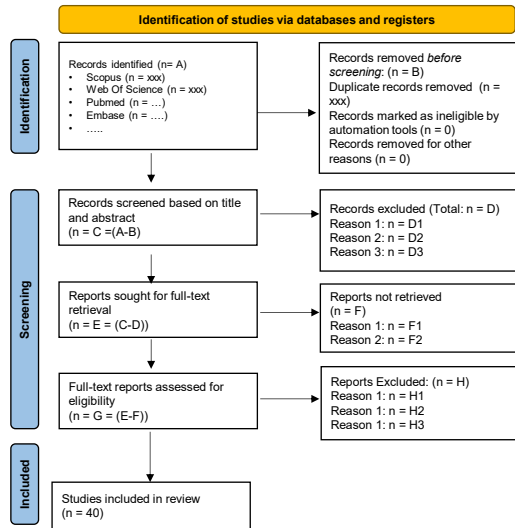 Identification of studies via databases and registers
Identification
Records identified (n= A)
• Scopus (n = xxx)
• Web Of Science (n = xxx)
• Pubmed (n = …)
• Embase (n = ….)
• …..
Records removed before
screening: (n = B)
Duplicate records removed (n =
xxx)
Records marked as ineligible by
automation tools (n = 0)
Records removed for other
reasons (n = 0)
Screening
Records screened based on title
and abstract
(n = C =(A-B)
Records excluded (Total: n = D)
Reason 1: n = D1
Reason 2: n = D2
Reason 3: n = D3
Reports sought for full-text
retrieval
(n = E = (C-D))
Reports not retrieved
(n = F)
Reason 1: n = F1
Reason 2: n = F2
Full-text reports assessed for
eligibility
(n = G = (E-F))
Reports Excluded: (n = H)
Reason 1: n = H1
Reason 1: n = H2
Reason 1: n = H3
Included
Studies included in review
(n = 40)